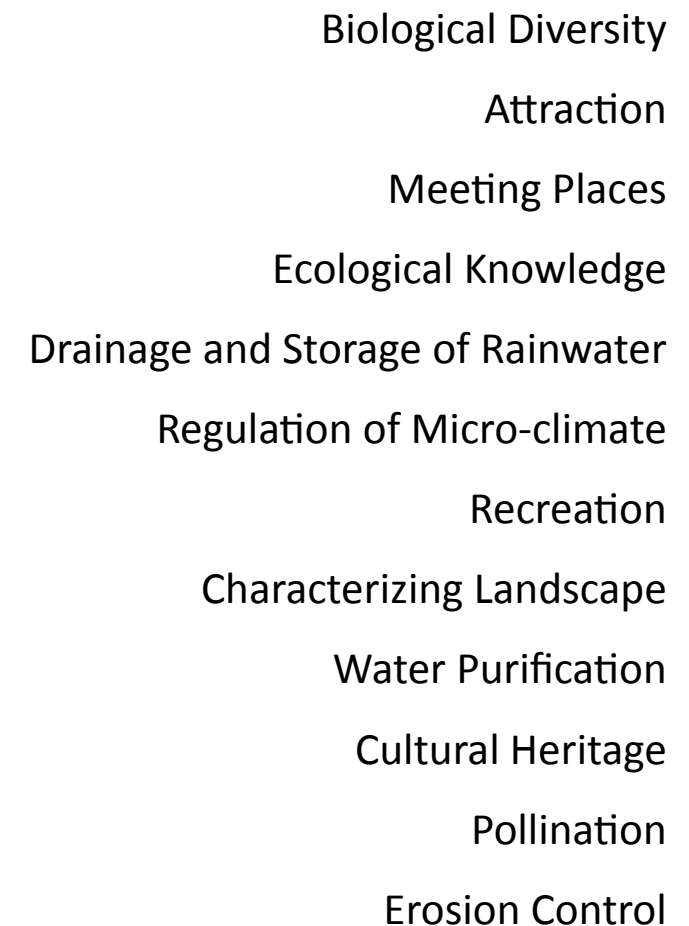 Biological Diversity
Attraction
Meeting Places
Ecological Knowledge
Drainage and Storage of Rainwater
Regulation of Micro-climate
Recreation
Characterizing Landscape
Water Purification
Cultural Heritage
Pollination
Erosion Control